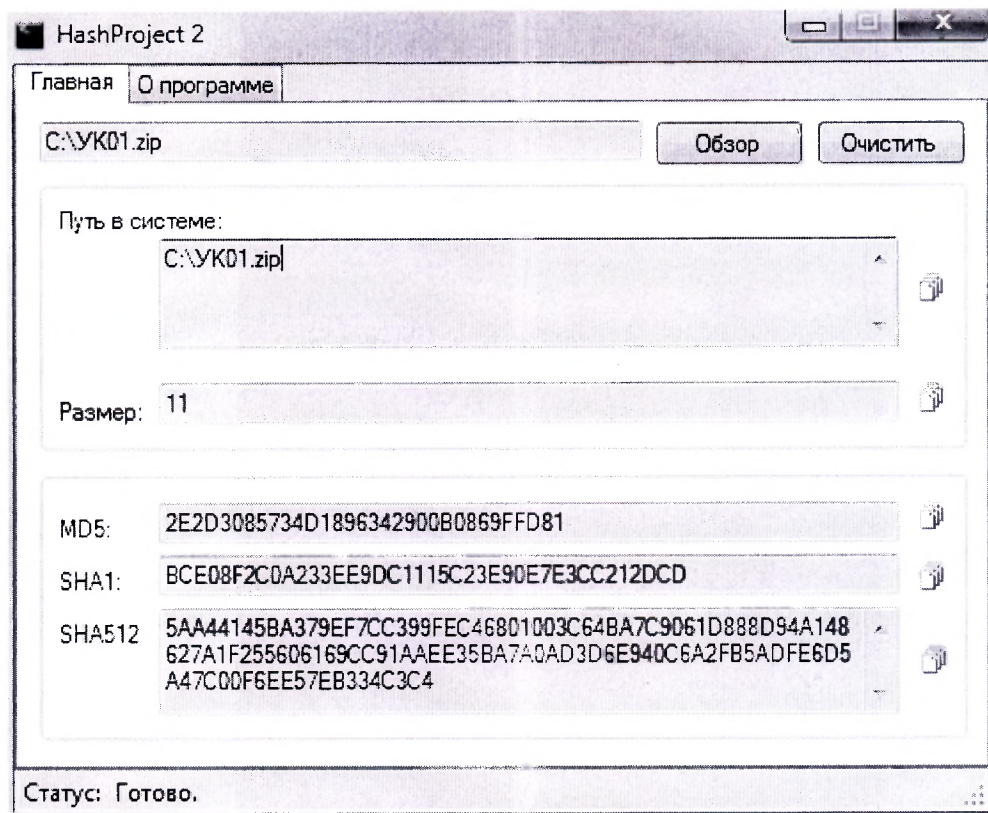 HashProject 2
Главная О программе
C:\УК01.zip Обзор Очистить
Путь в системе:
C:\УК01.zip
Размер: 11
MD5: 2E2D3085734D1896342900B0869FFD81
SHA1: BCE08F2C0A233EE9DC1115C23E90E7E3CC212DCD
SHA512 5AA44145BA379EF7CC399FEC46801003C64BA7C9061D888D94A148
627A1F255606169CC91AAEE35BA7A0AD3D6E940C6A2FB5ADFE6D5
A47C00F6EE57EB334C3C4
Статус: Готово.